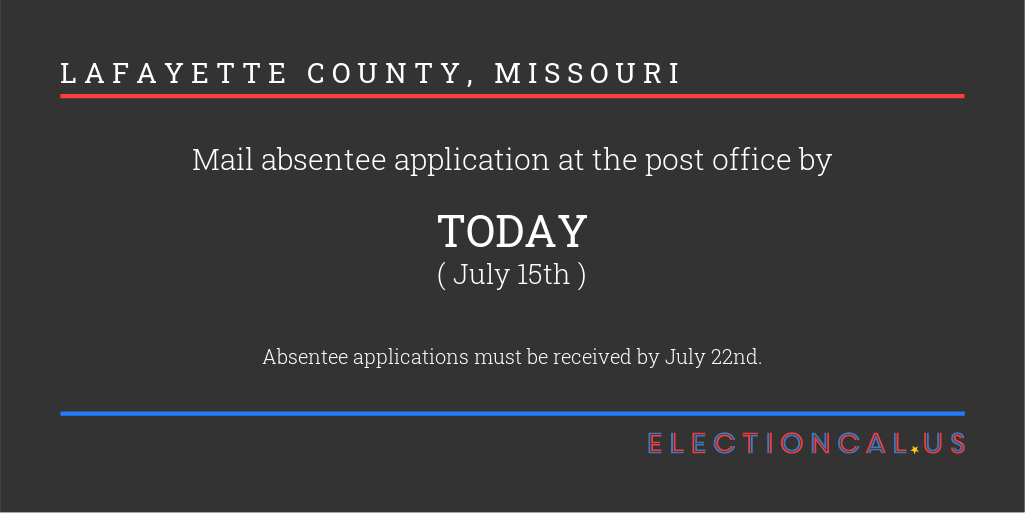 LAFAYETTE COUNTY, MISSOURI
Mail absentee application at the post office by
TODAY
( July 15th )
Absentee applications must be received by July 22nd.
ELECTIONCAL.US